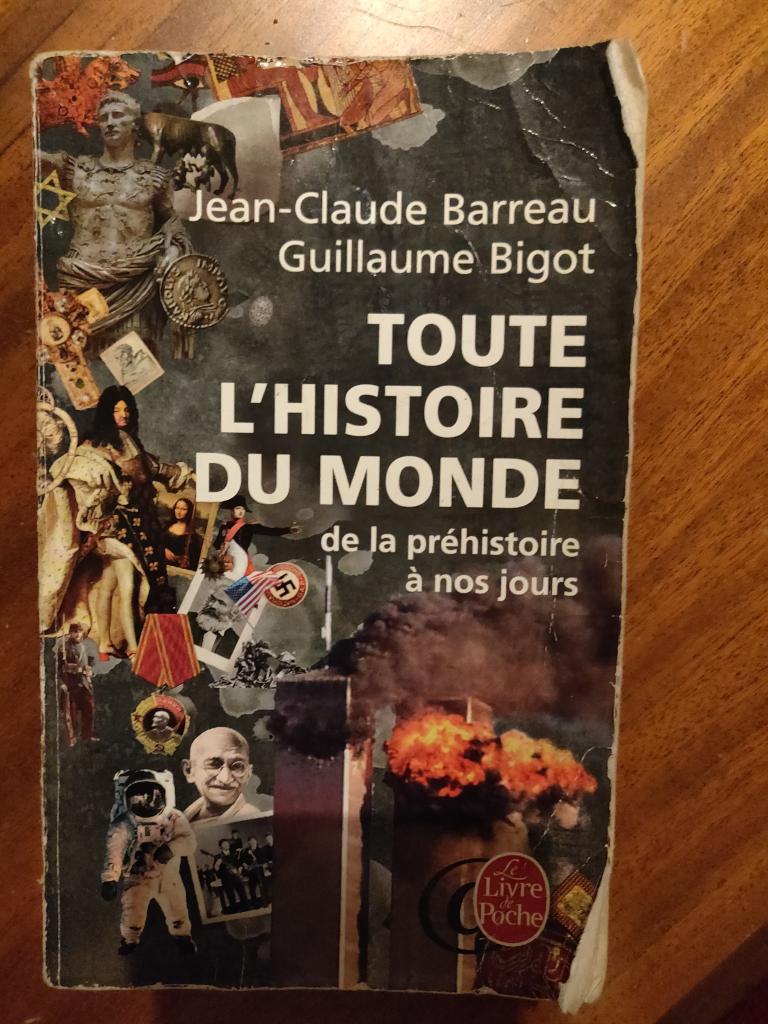 Jean-Claude Barreau
Guillaume Bigot
TOUTE
L'HISTOIRE
DU MONDE
de la préhistoire
à nos jours
Le
Livre
de
Poche